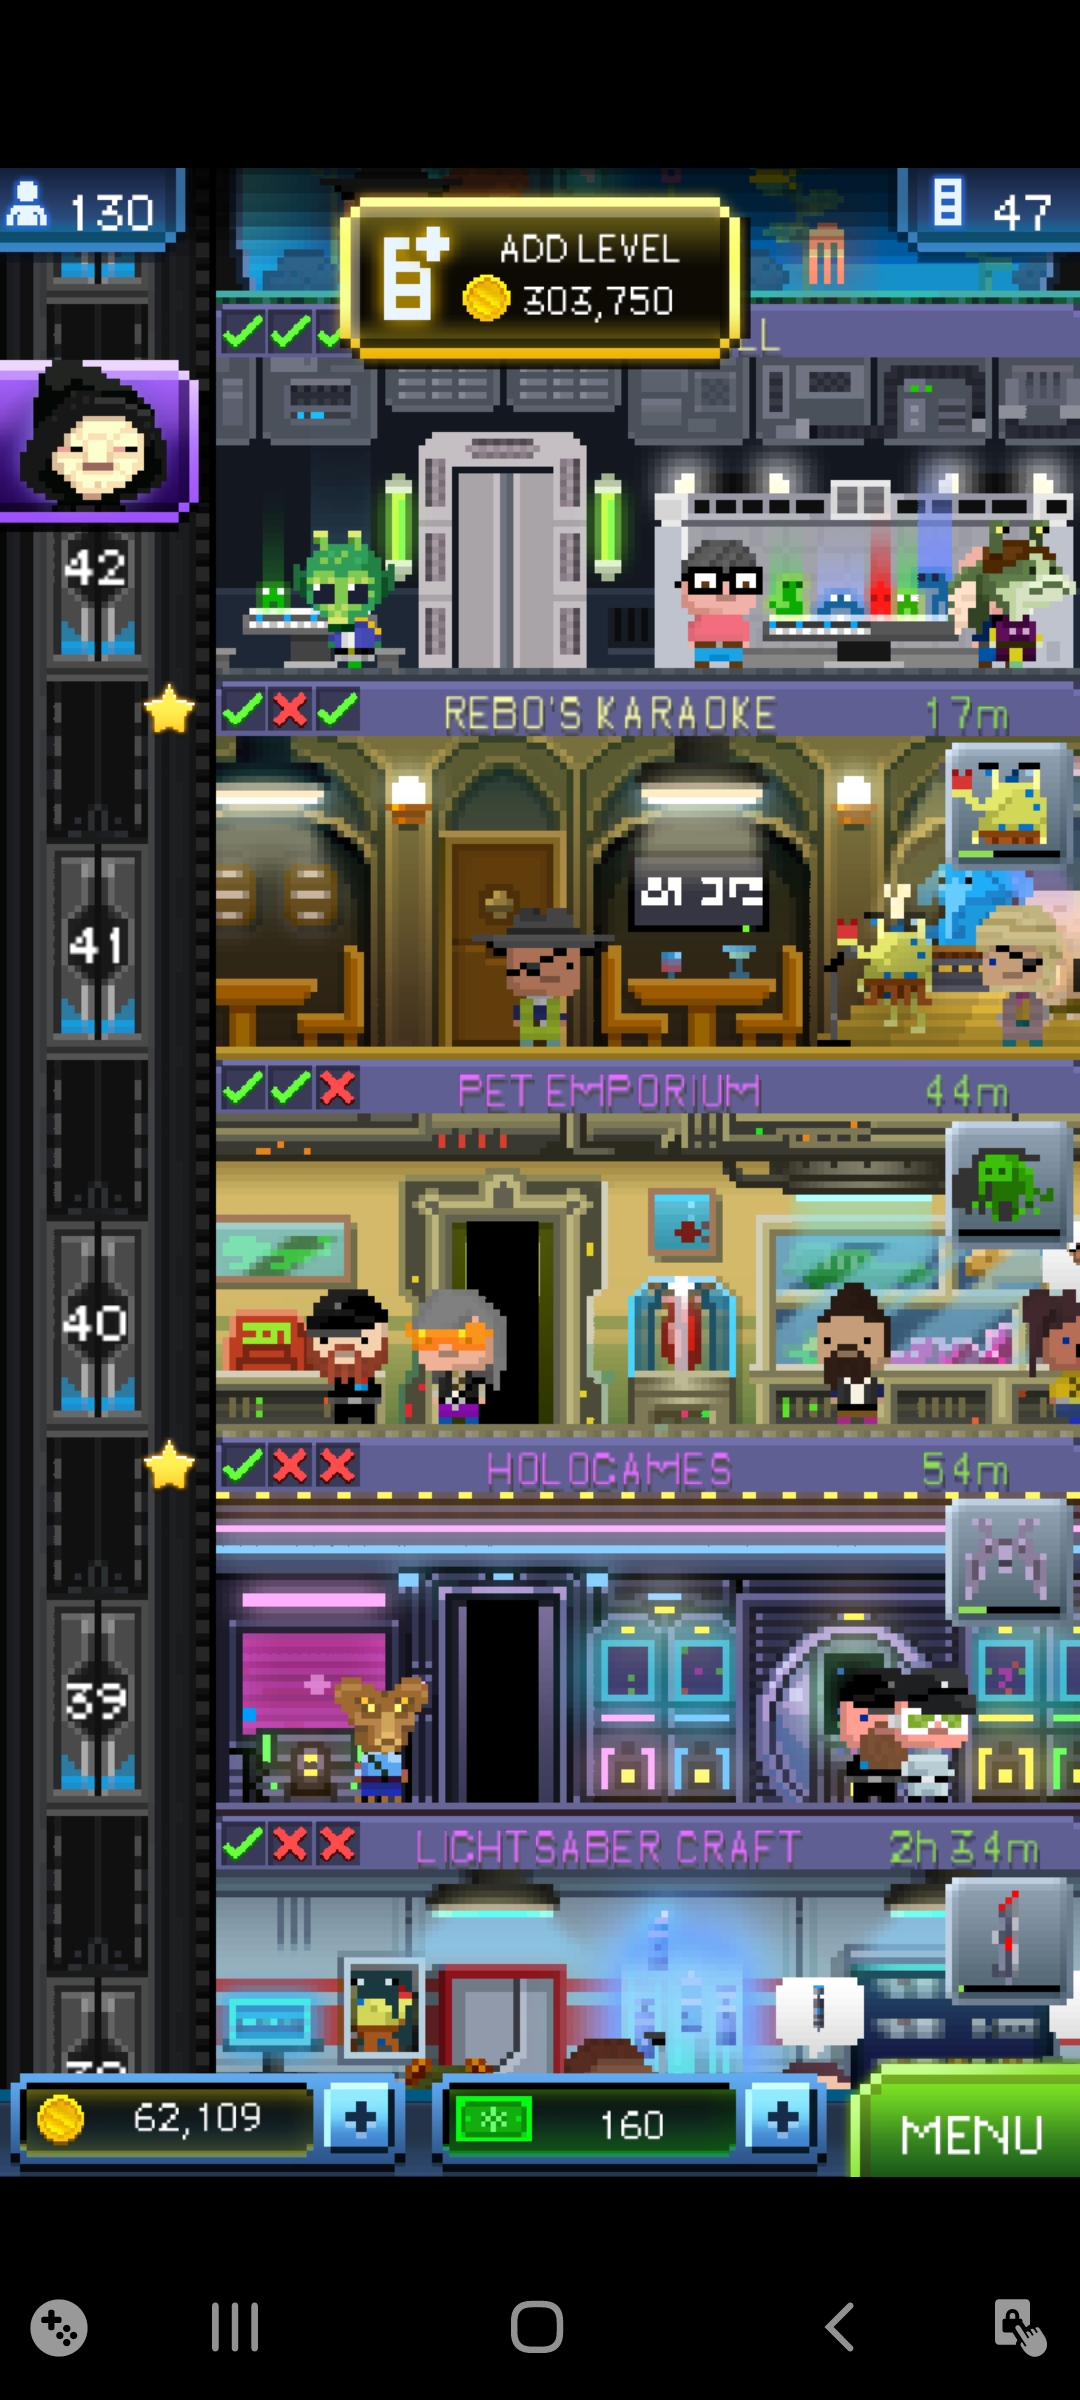 130
ADD LEVEL
303,750
47
LL
42
REBO'S KARAOKE 17m
41
PET EMPORIUM 44m
40
HOLOGAMES 54m
39
LIGHTSABER CRAFT 2h 34m
62,109
160
MENU